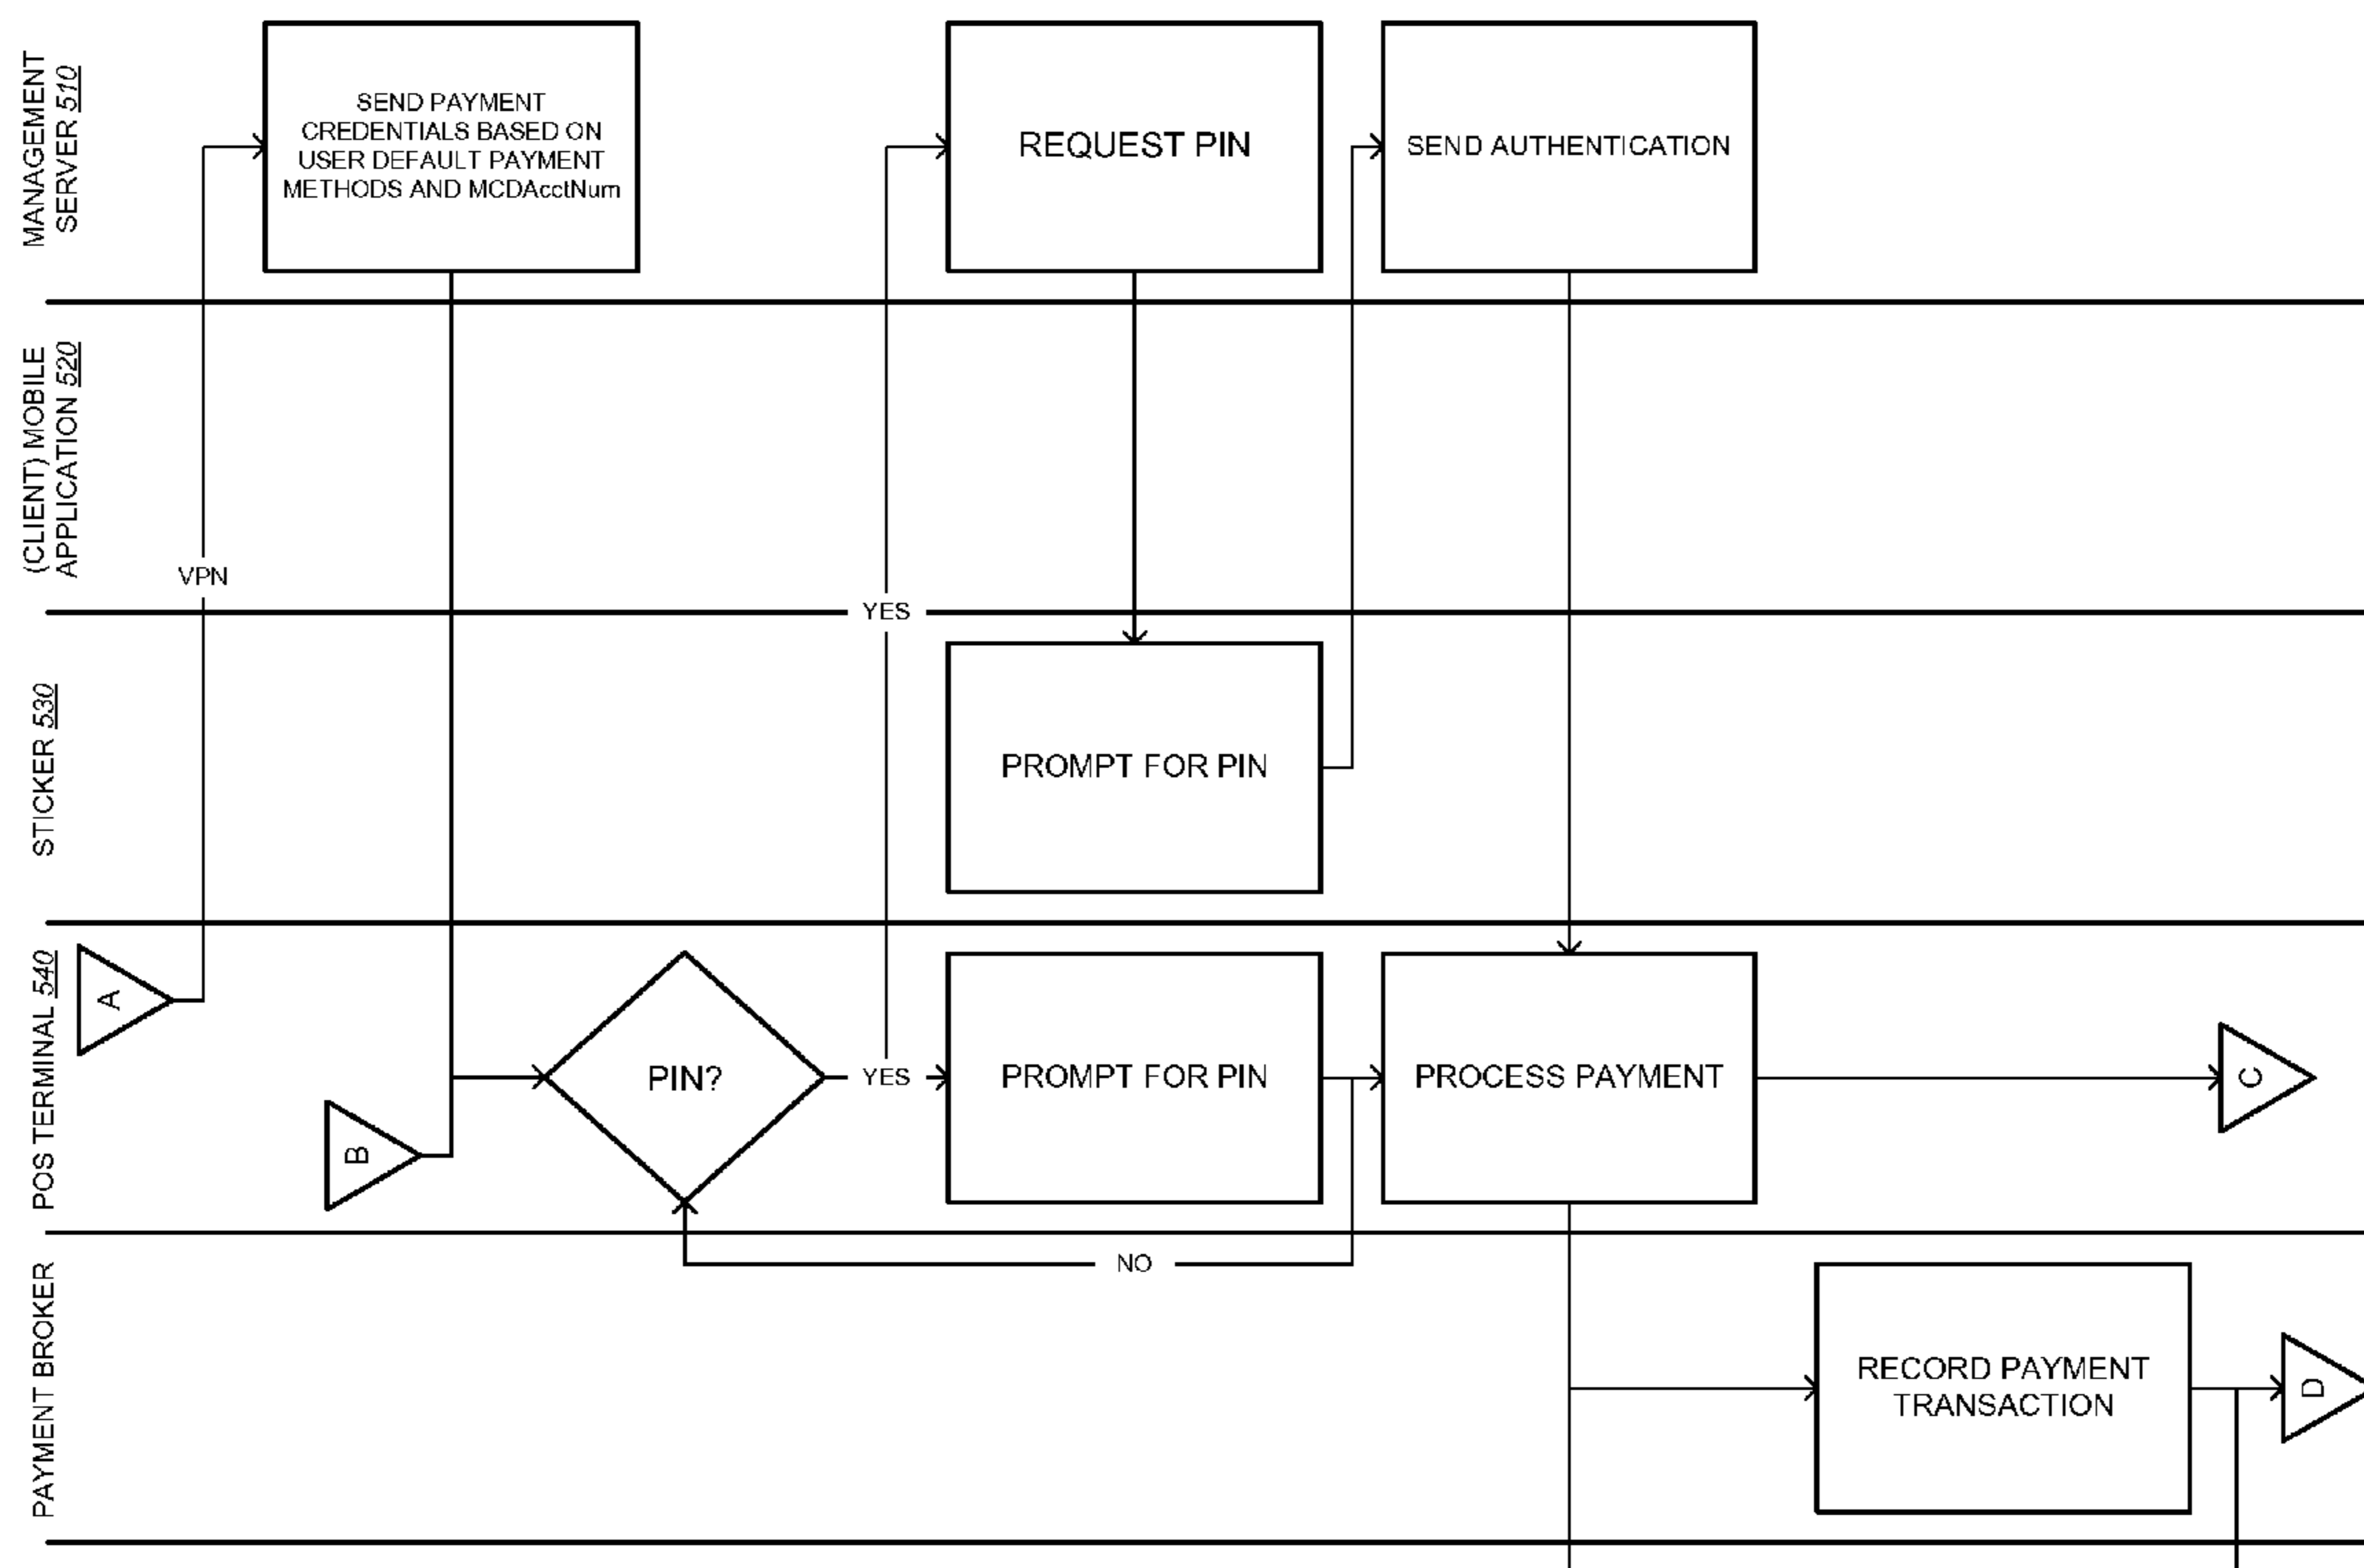 MANAGEMENT
SERVER 510
SEND PAYMENT
CREDENTIALS BASED ON
USER DEFAULT PAYMENT
METHODS AND MCDAcctNum
REQUEST PIN
SEND AUTHENTICATION
(CLIENT) MOBILE
APPLICATION 520
VPN
YES
STICKER 530
PROMPT FOR PIN
POS TERMINAL 540
A
B
PIN?
YES
PROMPT FOR PIN
PROCESS PAYMENT
C
PAYMENT BROKER
NO
RECORD PAYMENT
TRANSACTION
D